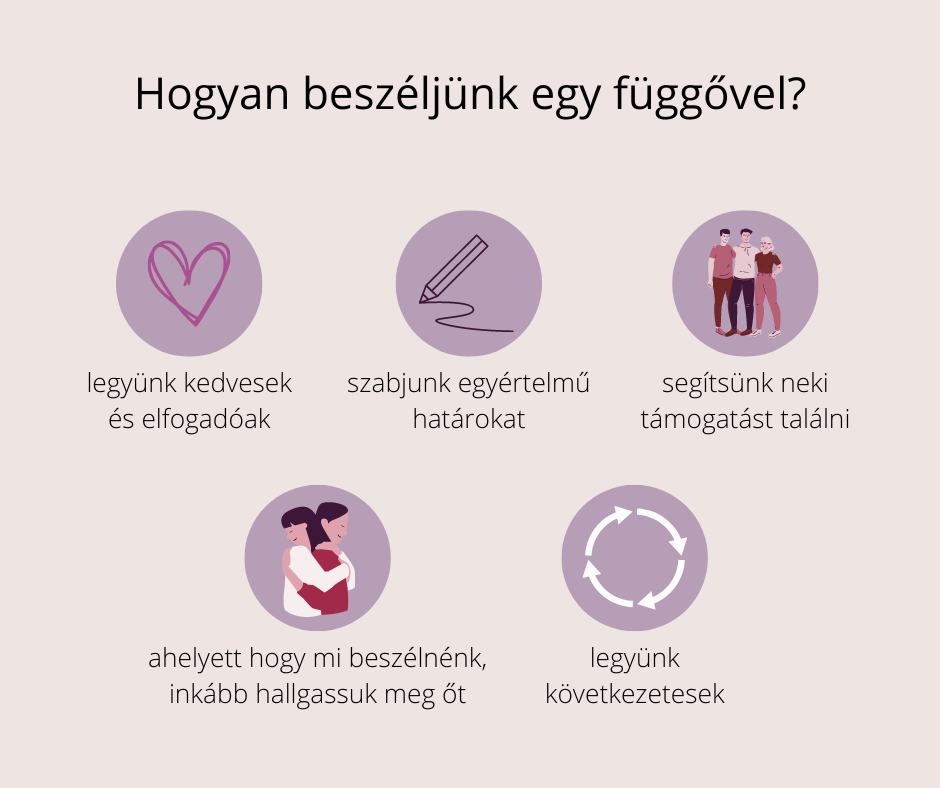 Hogyan beszéljünk egy függővel?
legyünk kedvesek
és elfogadóak
szabjunk egyértelmű
határokat
segítsünk neki
támogatást találni
ahelyett hogy mi beszélnénk,
inkább hallgassuk meg őt
legyünk
következetesek